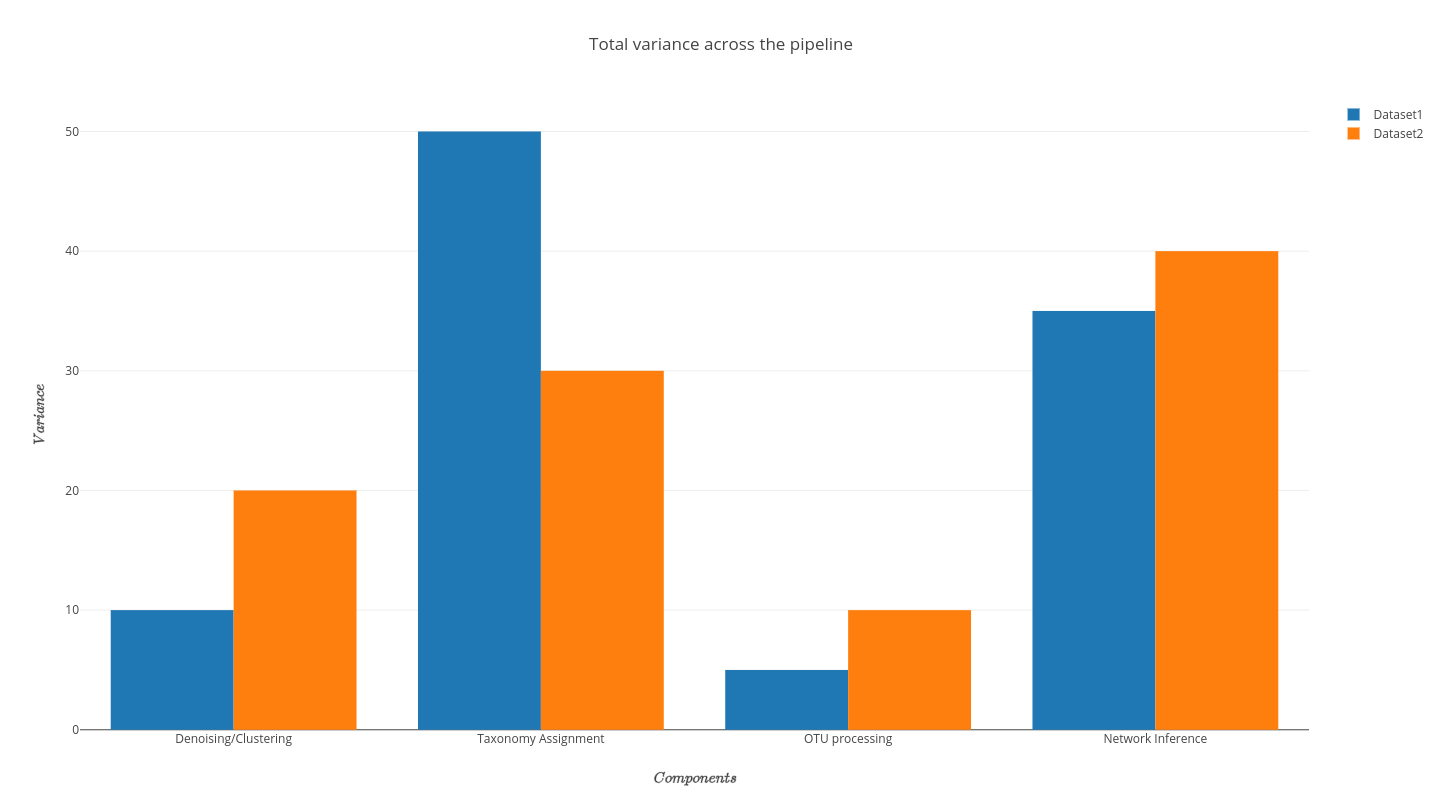 Total variance across the pipeline
Dataset1
Dataset2
50
40
30
20
10
0
Variance
Denoising/Clustering
Taxonomy Assignment
OTU processing
Network Inference
Components